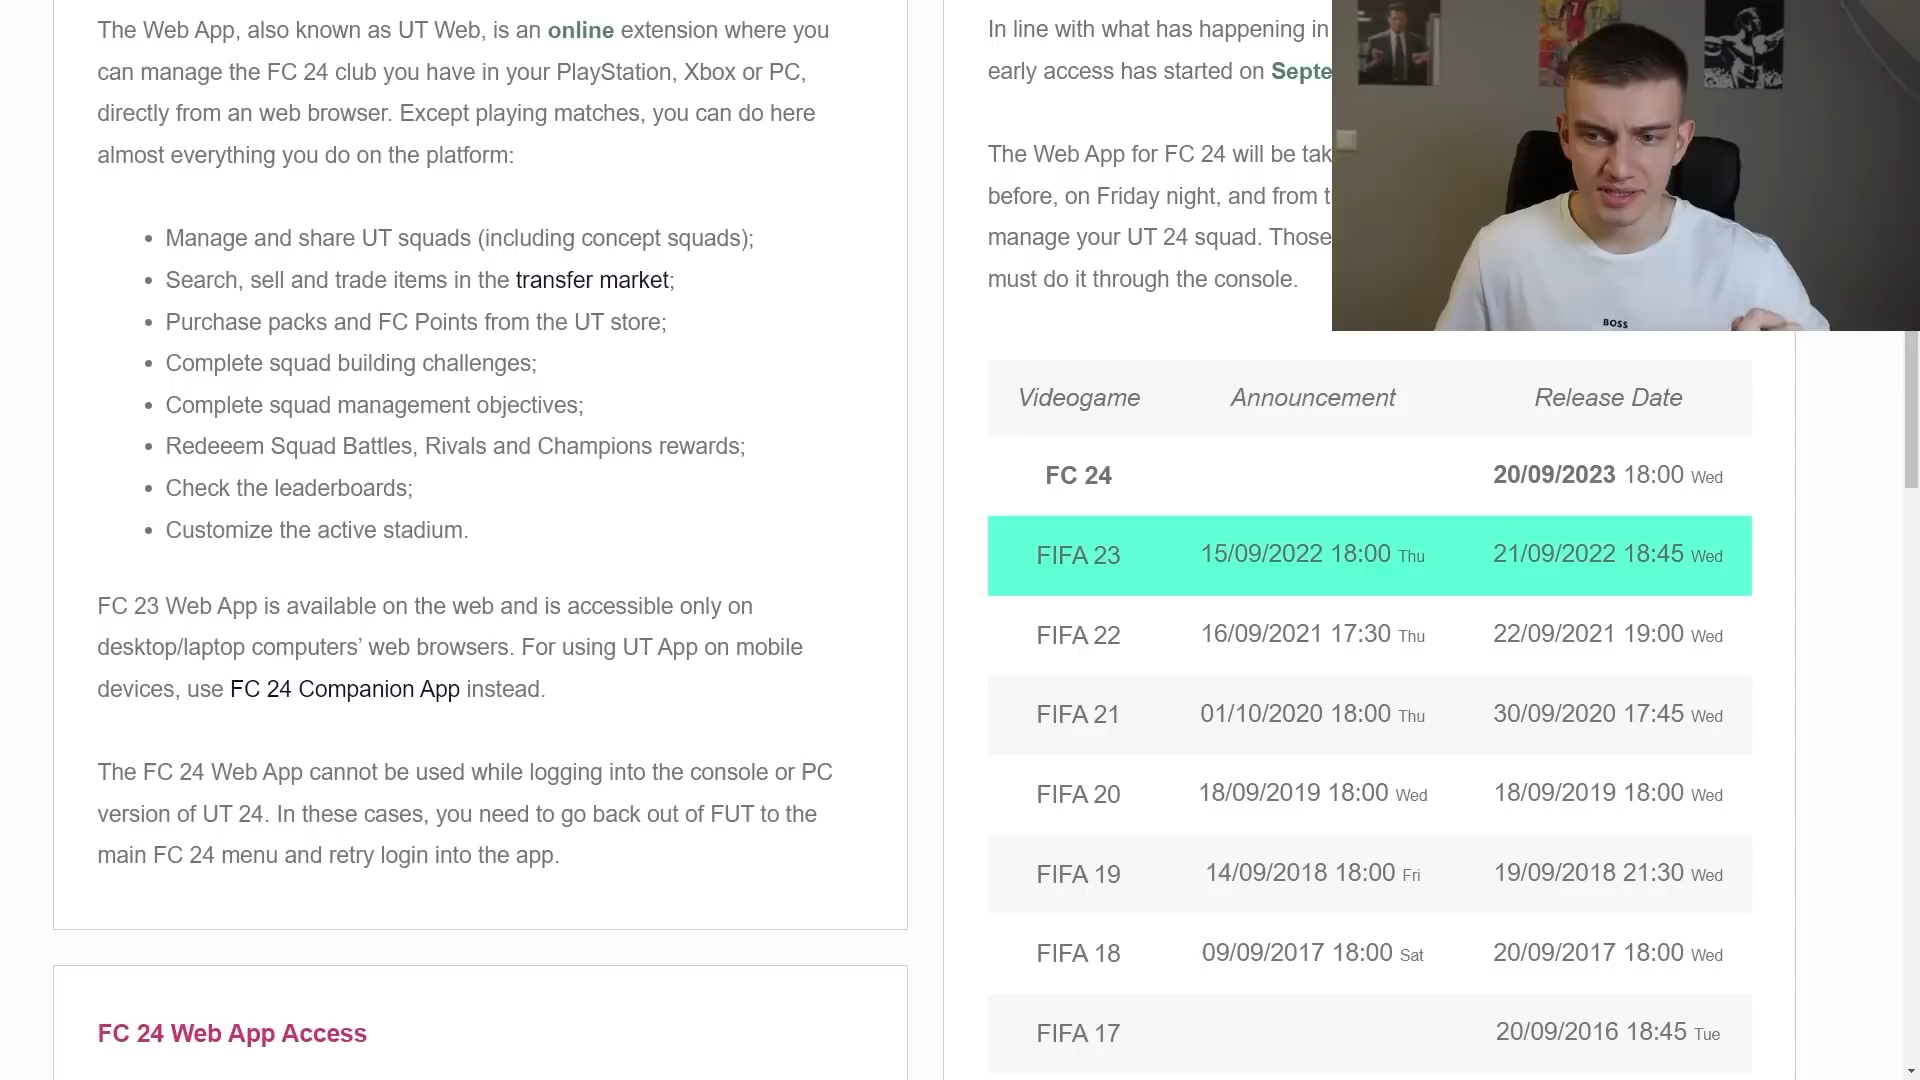 The Web App, also known as UT Web, is an online extension where you
can manage the FC 24 club you have in your PlayStation, Xbox or PC,
directly from an web browser. Except playing matches, you can do here
almost everything you do on the platform:
Manage and share UT squads (including concept squads);
Search, sell and trade items in the transfer market;
Purchase packs and FC Points from the UT store;
Complete squad building challenges;
Complete squad management objectives;
Redeeem Squad Battles, Rivals and Champions rewards;
Check the leaderboards;
Customize the active stadium.
FC 23 Web App is available on the web and is accessible only on
desktop/laptop computers’ web browsers. For using UT App on mobile
devices, use FC 24 Companion App instead.
The FC 24 Web App cannot be used while logging into the console or PC
version of UT 24. In these cases, you need to go back out of FUT to the
main FC 24 menu and retry login into the app.
FC 24 Web App Access
In line with what has happening in
early access has started on Septe
The Web App for FC 24 will be tak
before, on Friday night, and from t
manage your UT 24 squad. Those
must do it through the console.
BOSS
Videogame Announcement Release Date
FC 24 20/09/2023 18:00 Wed
FIFA 23 15/09/2022 18:00 Thu 21/09/2022 18:45 Wed
FIFA 22 16/09/2021 17:30 Thu 22/09/2021 19:00 Wed
FIFA 21 01/10/2020 18:00 Thu 30/09/2020 17:45 Wed
FIFA 20 18/09/2019 18:00 Wed 18/09/2019 18:00 Wed
FIFA 19 14/09/2018 18:00 Fri 19/09/2018 21:30 Wed
FIFA 18 09/09/2017 18:00 Sat 20/09/2017 18:00 Wed
FIFA 17 20/09/2016 18:45 Tue